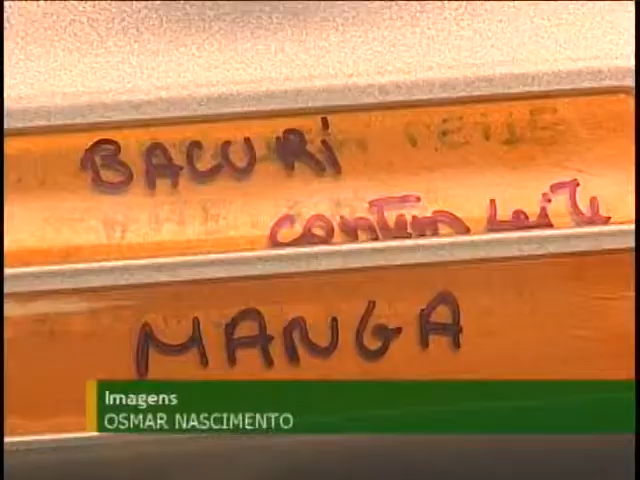 BACURI
contem Leite
MANGA
Imagens
OSMAR NASCIMENTO